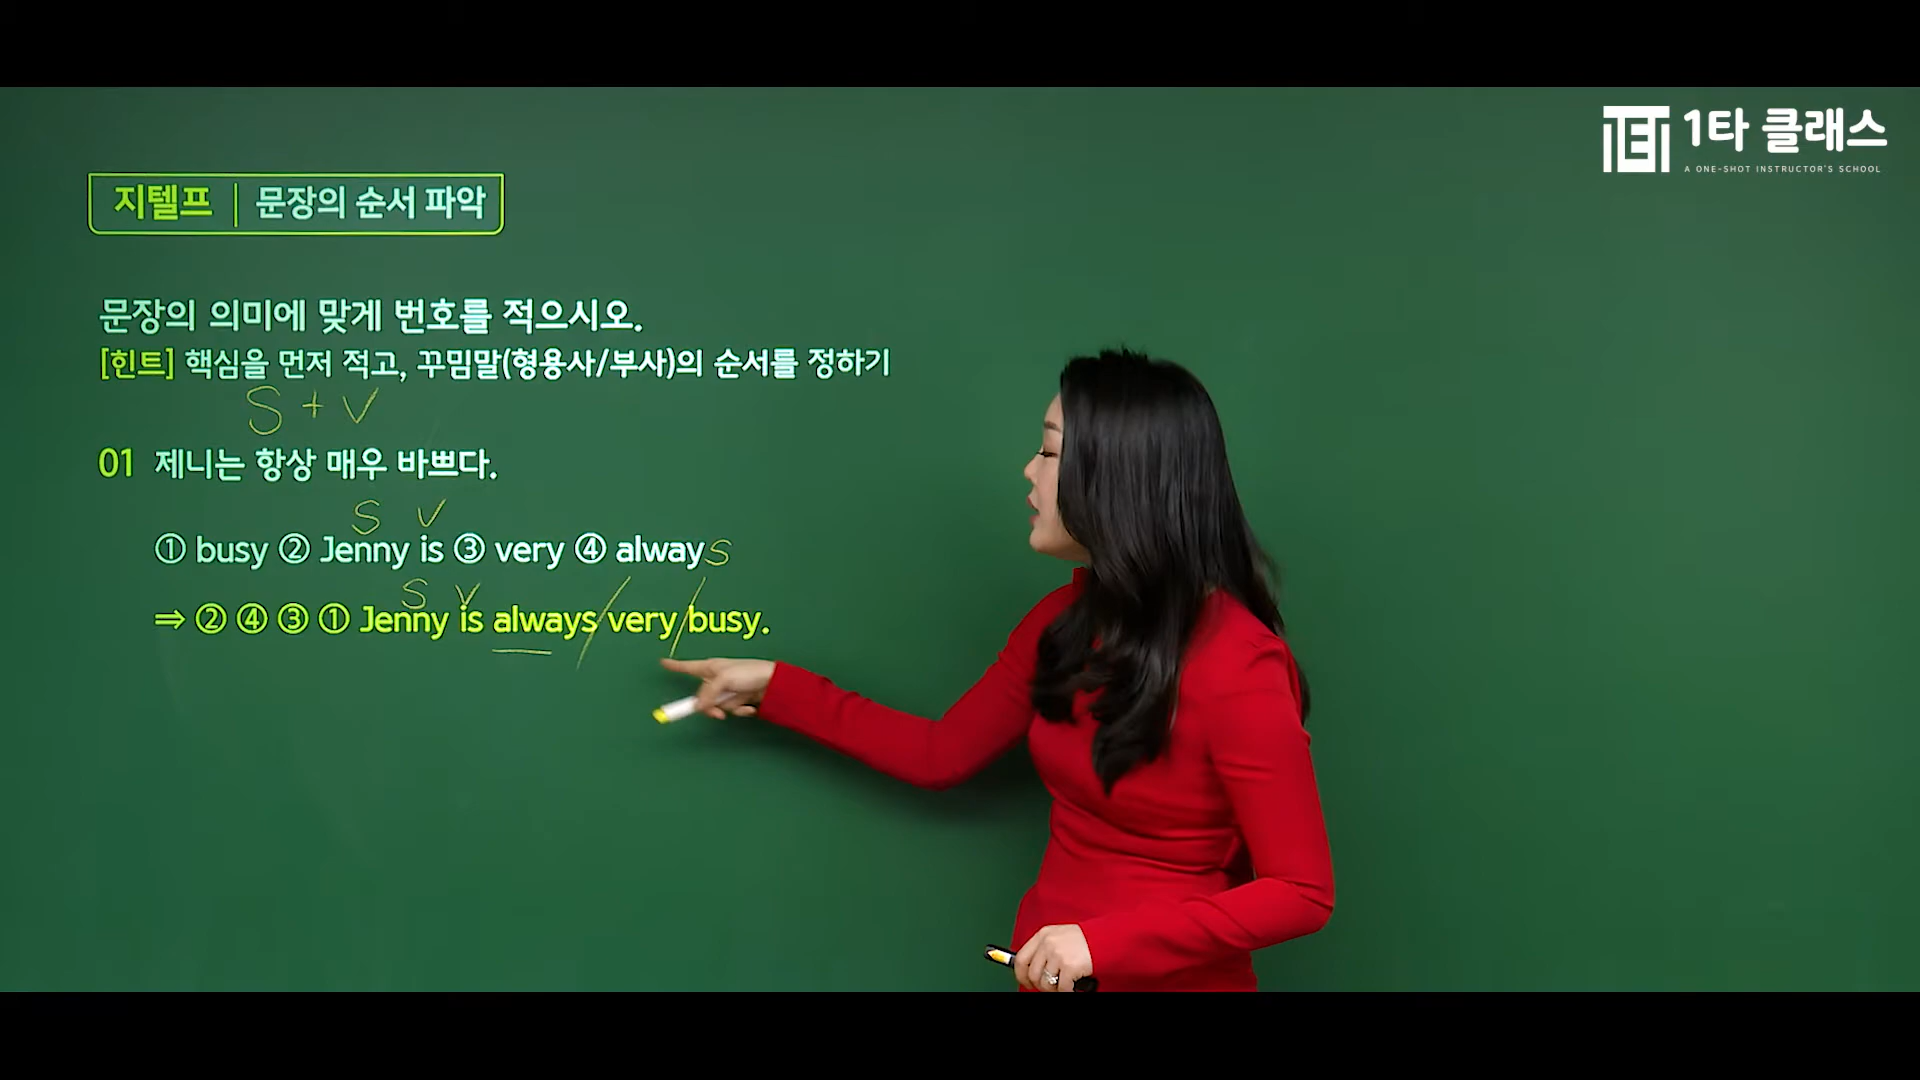 1타 클래스
A ONE-SHOT INSTRUCTOR'S SCHOOL
지텔프 | 문장의 순서 파악
문장의 의미에 맞게 번호를 적으시오.
[힌트] 핵심을 먼저 적고, 꾸밈말(형용사/부사)의 순서를 정하기
S + V
01 제니는 항상 매우 바쁘다.
S V
① busy ② Jenny is ③ very ④ always
S V
⇒ ② ④ ③ ① Jenny is always / very / busy.